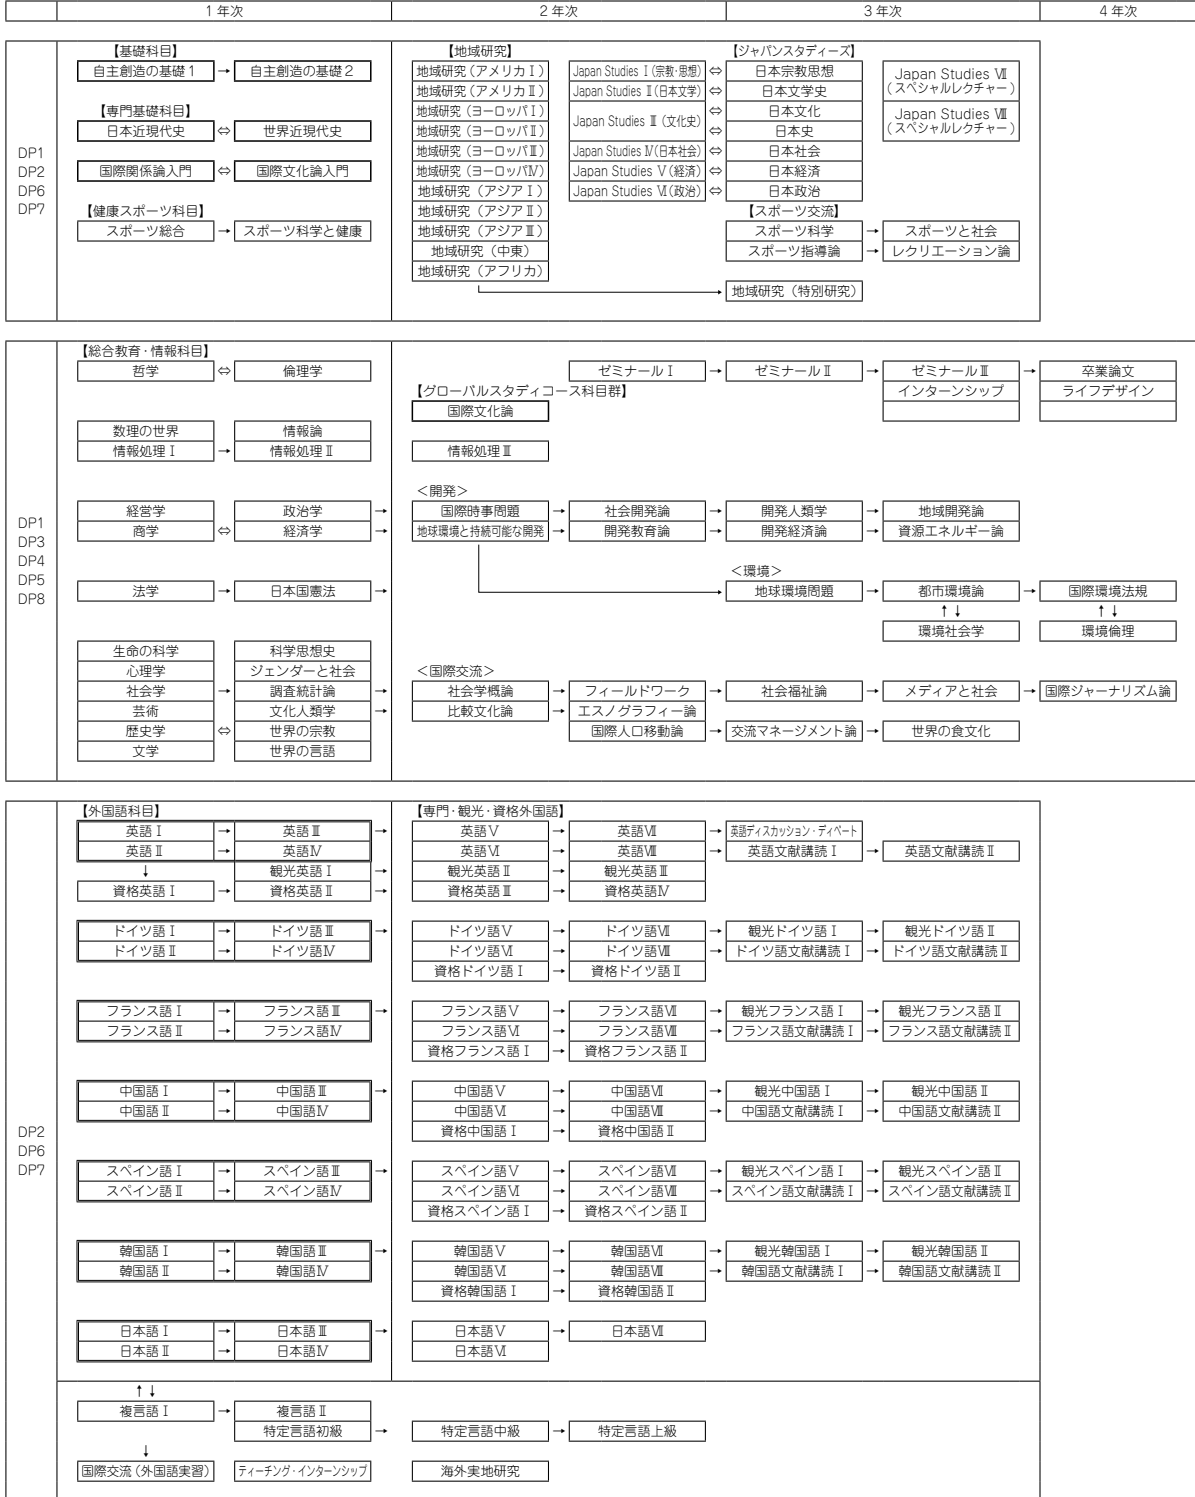 1年次 2年次 3年次 4年次
【基礎科目】 【地域研究】 【ジャパンスタディーズ】
自主創造の基礎1 → 自主創造の基礎2 地域研究（アメリカⅠ） Japan Studies Ⅰ（宗教・思想） ⇔ 日本宗教思想 Japan Studies Ⅶ
（スペシャルレクチャー）
地域研究（アメリカⅡ） Japan Studies Ⅱ（日本文学） ⇔ 日本文学史
【専門基礎科目】 地域研究（ヨーロッパⅠ） Japan Studies Ⅲ（文化史） ⇔ 日本文化 Japan Studies Ⅷ
（スペシャルレクチャー）
日本近現代史 ⇔ 世界近現代史 地域研究（ヨーロッパⅡ） ⇔ 日本史
DP1
地域研究（ヨーロッパⅢ） Japan Studies Ⅳ（日本社会） ⇔ 日本社会
DP2 国際関係論入門 ⇔ 国際文化論入門 地域研究（ヨーロッパⅣ） Japan Studies Ⅴ（経済） ⇔ 日本経済
DP6 地域研究（アジアⅠ） Japan Studies Ⅵ（政治） ⇔ 日本政治
DP7 【健康スポーツ科目】 地域研究（アジアⅡ） 【スポーツ交流】
スポーツ総合 → スポーツ科学と健康 地域研究（アジアⅢ） スポーツ科学 → スポーツと社会
地域研究（中東） スポーツ指導論 → レクリエーション論
地域研究（アフリカ）
地域研究（特別研究）
【総合教育・情報科目】
哲学 ⇔ 倫理学 ゼミナールⅠ → ゼミナールⅡ → ゼミナールⅢ → 卒業論文
【グローバルスタディコース科目群】 インターンシップ ライフデザイン
国際文化論
数理の世界 情報論
情報処理Ⅰ → 情報処理Ⅱ 情報処理Ⅲ
＜開発＞
経営学 政治学 → 国際時事問題 → 社会開発論 → 開発人類学 → 地域開発論
DP1 商学 ⇔ 経済学 → 地球環境と持続可能な開発 → 開発教育論 → 開発経済論 → 資源エネルギー論
DP3
DP4 ＜環境＞
DP5 法学 → 日本国憲法 → 地球環境問題 → 都市環境論 → 国際環境法規
DP8 ↑↓ ↑↓
環境社会学 環境倫理
生命の科学 科学思想史
心理学 ジェンダーと社会 ＜国際交流＞
社会学 → 調査統計論 → 社会学概論 → フィールドワーク → 社会福祉論 → メディアと社会 → 国際ジャーナリズム論
芸術 文化人類学 → 比較文化論 → エスノグラフィー論
歴史学 ⇔ 世界の宗教 国際人口移動論 → 交流マネージメント論 → 世界の食文化
文学 世界の言語
【外国語科目】 【専門・観光・資格外国語】
英語Ⅰ → 英語Ⅲ → 英語Ⅴ → 英語Ⅶ → 英語ディスカッション・ディベート
英語Ⅱ → 英語Ⅳ 英語Ⅵ → 英語Ⅷ → 英語文献講読Ⅰ → 英語文献講読Ⅱ
↓ 観光英語Ⅰ → 観光英語Ⅱ → 観光英語Ⅲ
資格英語Ⅰ → 資格英語Ⅱ → 資格英語Ⅲ → 資格英語Ⅳ
ドイツ語Ⅰ → ドイツ語Ⅲ → ドイツ語Ⅴ → ドイツ語Ⅶ → 観光ドイツ語Ⅰ → 観光ドイツ語Ⅱ
ドイツ語Ⅱ → ドイツ語Ⅳ ドイツ語Ⅵ → ドイツ語Ⅷ → ドイツ語文献講読Ⅰ → ドイツ語文献講読Ⅱ
資格ドイツ語Ⅰ → 資格ドイツ語Ⅱ
フランス語Ⅰ → フランス語Ⅲ → フランス語Ⅴ → フランス語Ⅶ → 観光フランス語Ⅰ → 観光フランス語Ⅱ
フランス語Ⅱ → フランス語Ⅳ フランス語Ⅵ → フランス語Ⅷ → フランス語文献講読Ⅰ → フランス語文献講読Ⅱ
資格フランス語Ⅰ → 資格フランス語Ⅱ
中国語Ⅰ → 中国語Ⅲ → 中国語Ⅴ → 中国語Ⅶ → 観光中国語Ⅰ → 観光中国語Ⅱ
中国語Ⅱ → 中国語Ⅳ 中国語Ⅵ → 中国語Ⅷ → 中国語文献講読Ⅰ → 中国語文献講読Ⅱ
DP2 資格中国語Ⅰ → 資格中国語Ⅱ
DP6
DP7 スペイン語Ⅰ → スペイン語Ⅲ → スペイン語Ⅴ → スペイン語Ⅶ → 観光スペイン語Ⅰ → 観光スペイン語Ⅱ
スペイン語Ⅱ → スペイン語Ⅳ スペイン語Ⅵ → スペイン語Ⅷ → スペイン語文献講読Ⅰ → スペイン語文献講読Ⅱ
資格スペイン語Ⅰ → 資格スペイン語Ⅱ
韓国語Ⅰ → 韓国語Ⅲ → 韓国語Ⅴ → 韓国語Ⅶ → 観光韓国語Ⅰ → 観光韓国語Ⅱ
韓国語Ⅱ → 韓国語Ⅳ 韓国語Ⅵ → 韓国語Ⅷ → 韓国語文献講読Ⅰ → 韓国語文献講読Ⅱ
資格韓国語Ⅰ → 資格韓国語Ⅱ
日本語Ⅰ → 日本語Ⅲ → 日本語Ⅴ → 日本語Ⅶ
日本語Ⅱ → 日本語Ⅳ 日本語Ⅵ
↑↓
複言語Ⅰ → 複言語Ⅱ
特定言語初級 → 特定言語中級 → 特定言語上級
↓
国際交流（外国語実習） ティーチング・インターンシップ 海外実地研究